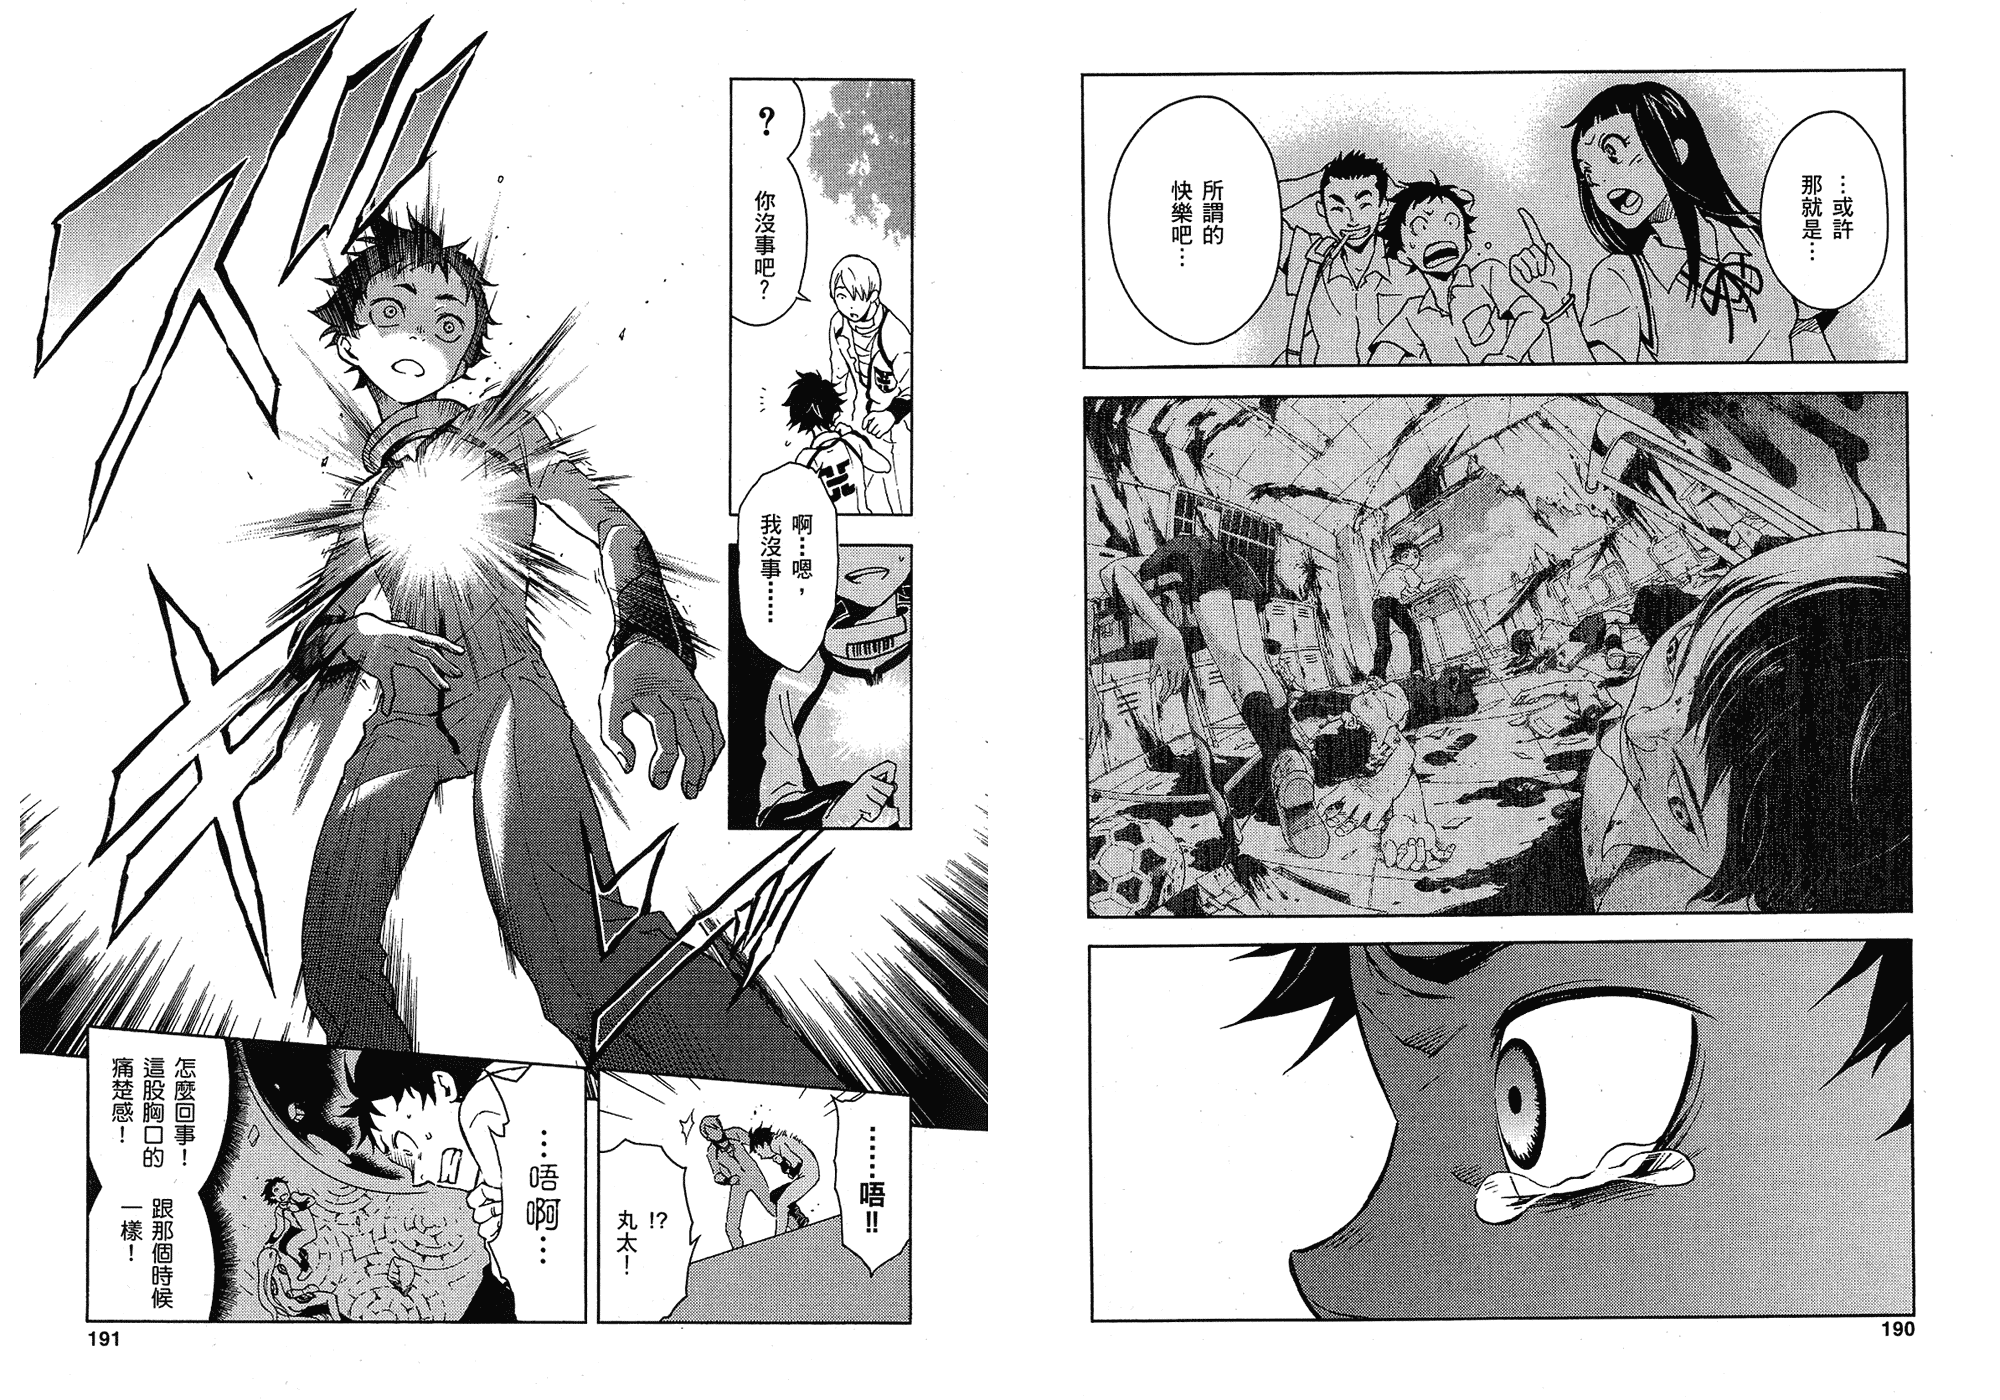 …或許
那就是…
所謂的
快樂吧…
190
？
你沒事吧？
啊…嗯，
我沒事……
ズ
ズ
……唔!!
!?
丸太！
…唔啊…
怎麼回事！
這股胸口的
痛楚感！
跟那個時候
一樣！
191